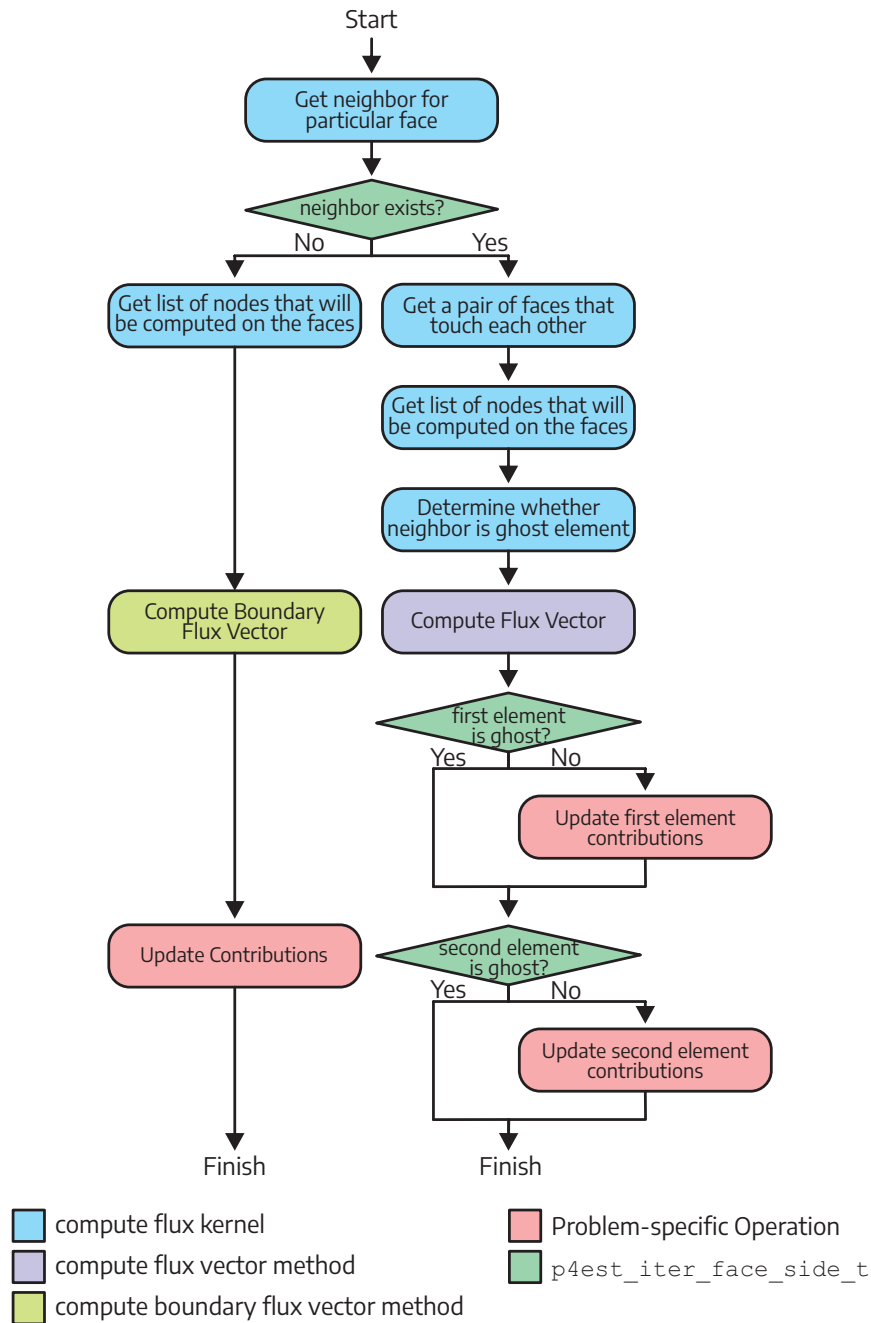 Start
Get neighbor for
particular face
neighbor exists?
No
Yes
Get list of nodes that will
be computed on the faces
Get a pair of faces that
touch each other
Get list of nodes that will
be computed on the faces
Determine whether
neighbor is ghost element
Compute Boundary
Flux Vector
Compute Flux Vector
first element
is ghost?
Yes
No
Update first element
contributions
Update Contributions
second element
is ghost?
Yes
No
Update second element
contributions
Finish
Finish
compute flux kernel
compute flux vector method
compute boundary flux vector method
Problem-specific Operation
p4est_iter_face_side_t